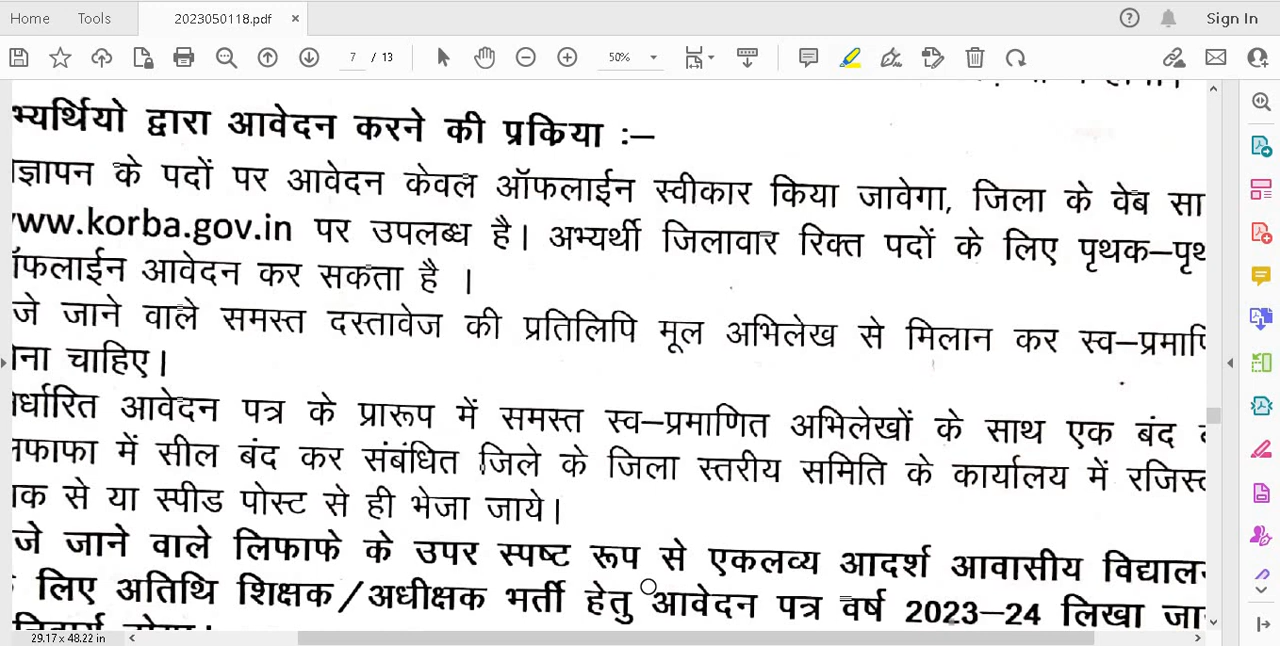 Home Tools 2023050118.pdf × Sign In
7 / 13 50%
भ्यर्थियो द्वारा आवेदन करने की प्रकिया :–
ज्ञापन के पदों पर आवेदन केवल ऑफलाईन स्वीकार किया जावेगा, जिला के वेब सा
www.korba.gov.in पर उपलब्ध है। अभ्यर्थी जिलावार रिक्त पदों के लिए पृथक–पृथ
ऑफलाईन आवेदन कर सकता है ।
जे जाने वाले समस्त दस्तावेज की प्रतिलिपि मूल अभिलेख से मिलान कर स्व–प्रमाणि
ना चाहिए।
र्धारित आवेदन पत्र के प्रारूप में समस्त स्व–प्रमाणित अभिलेखों के साथ एक बंद
फाफा में सील बंद कर संबंधित जिले के जिला स्तरीय समिति के कार्यालय में रजिस्ट
क से या स्पीड पोस्ट से ही भेजा जाये।
जे जाने वाले लिफाफे के उपर स्पष्ट रूप से एकलव्य आदर्श आवासीय विद्याल
लिए अतिथि शिक्षक/अधीक्षक भर्ती हेतु आवेदन पत्र वर्ष 2023–24 लिखा जा
29.17 x 48.22 in